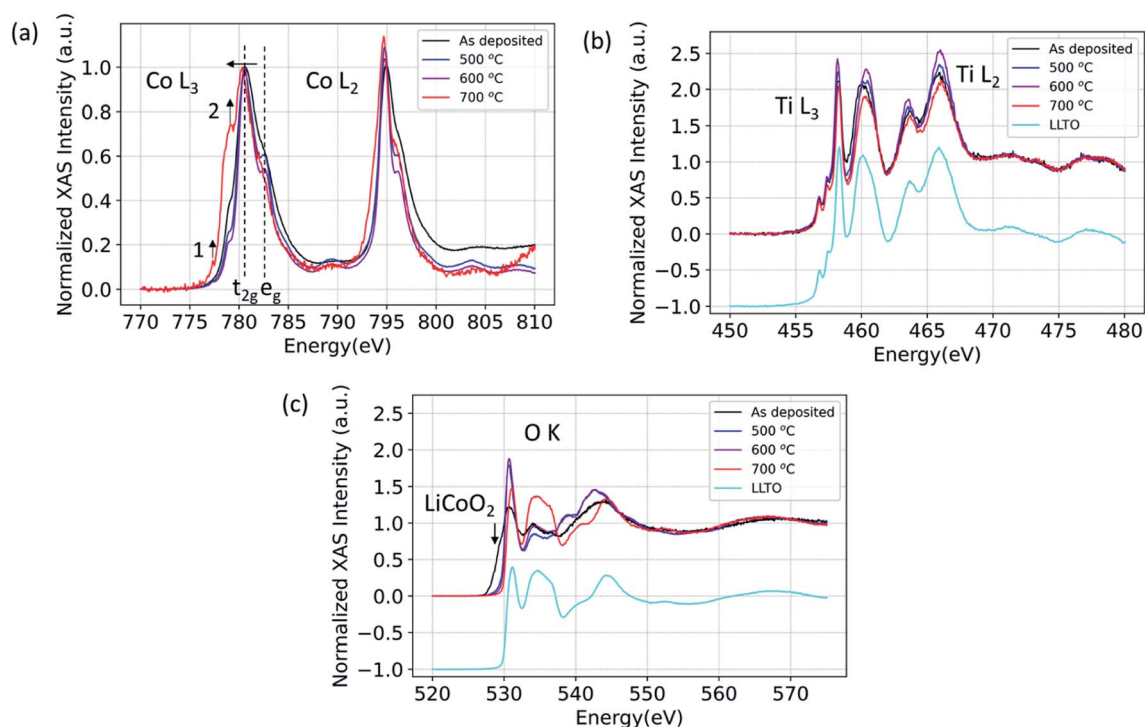 (a)
Normalized XAS Intensity (a.u.)
1.0
0.8
0.6
0.4
0.2
0.0
Co L3
Co L2
2
1
t2g
eg
As deposited
500 °C
600 °C
700 °C
770 775 780 785 790 795 800 805 810
Energy(eV)
(b)
Normalized XAS Intensity (a.u.)
2.5
2.0
1.5
1.0
0.5
0.0
−0.5
−1.0
Ti L3
Ti L2
As deposited
500 °C
600 °C
700 °C
LLTO
450 455 460 465 470 475 480
Energy(eV)
(c)
Normalized XAS Intensity (a.u.)
2.5
2.0
1.5
1.0
0.5
0.0
−0.5
−1.0
O K
LiCoO2
As deposited
500 °C
600 °C
700 °C
LLTO
520 530 540 550 560 570
Energy(eV)